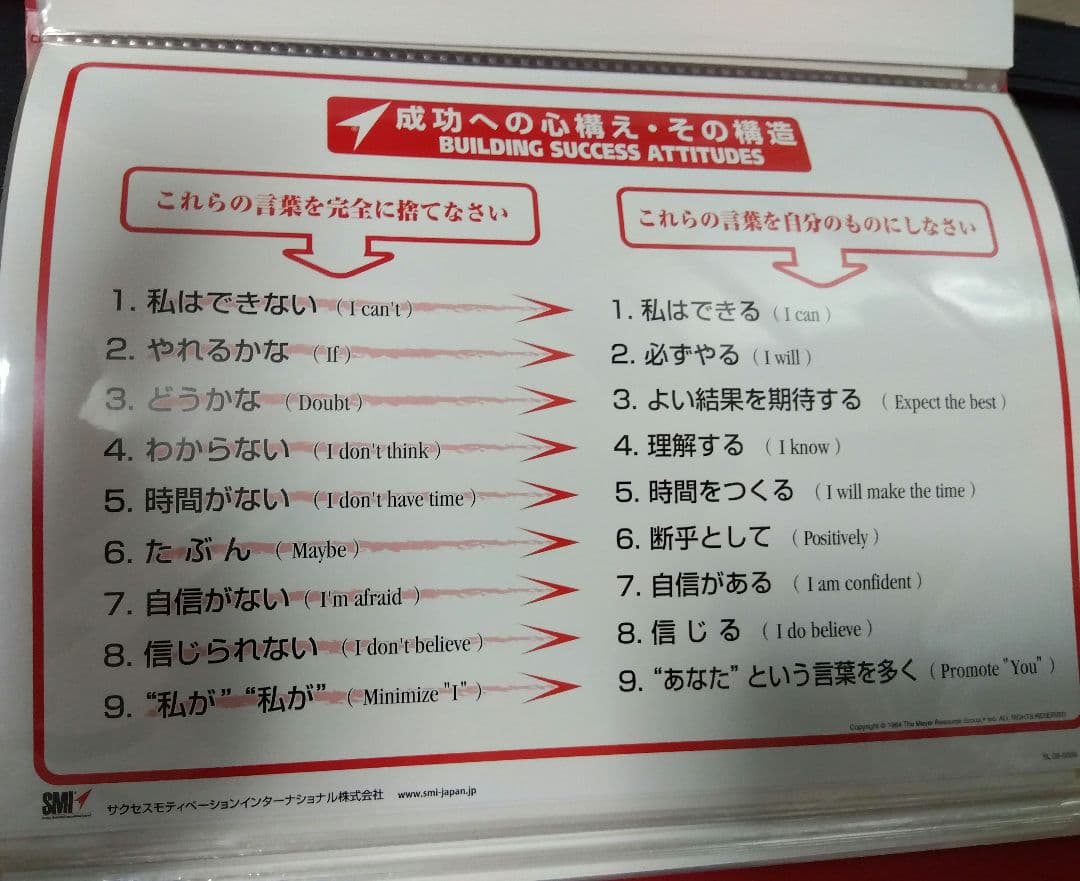 成功への心構え・その構造
BUILDING SUCCESS ATTITUDES
これらの言葉を完全に捨てなさい
これらの言葉を自分のものにしなさい
1. 私はできない (I can't)
1. 私はできる (I can)
2. やれるかな (If)
2. 必ずやる (I will)
3. どうかな (Doubt)
3. よい結果を期待する (Expect the best)
4. わからない (I don't think)
4. 理解する (I know)
5. 時間がない (I don't have time)
5. 時間をつくる (I will make the time)
6. たぶん (Maybe)
6. 断乎として (Positively)
7. 自信がない (I'm afraid)
7. 自信がある (I am confident)
8. 信じられない (I don't believe)
8. 信じる (I do believe)
9. “私が” “私が” (Minimize "I")
9. “あなた” という言葉を多く (Promote "You")
Copyright © The Meyer Resource Group,® Inc. ALL RIGHTS RESERVED
SMI サクセスモティベーションインターナショナル株式会社 www.smi-japan.jp